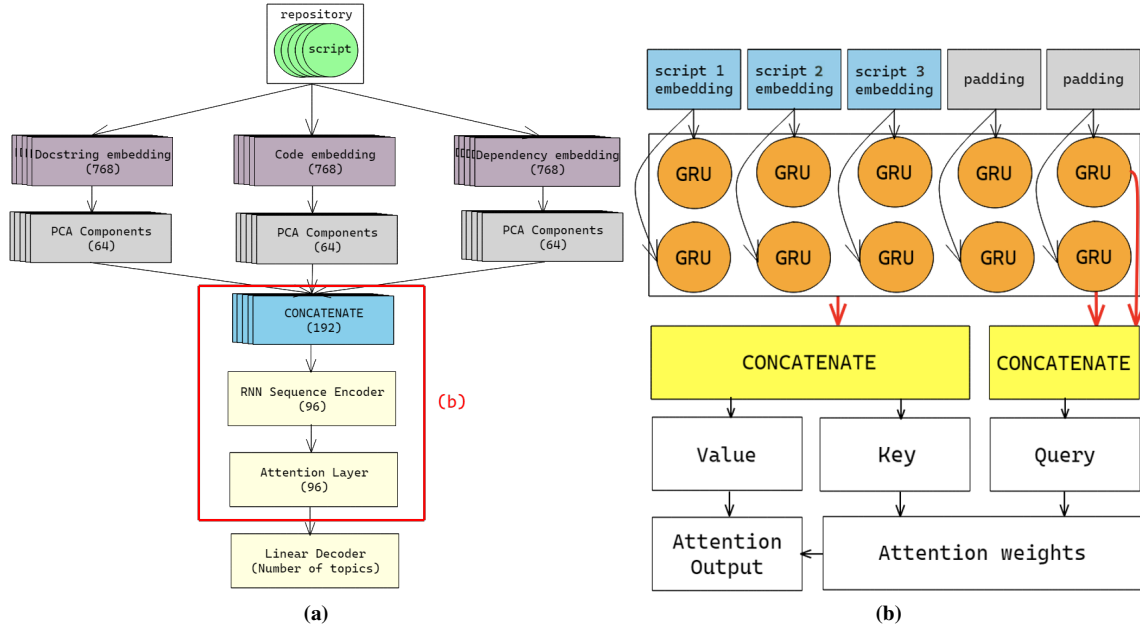 repository
script
Docstring embedding
(768)
Code embedding
(768)
Dependency embedding
(768)
PCA Components
(64)
PCA Components
(64)
PCA Components
(64)
CONCATENATE
(192)
RNN Sequence Encoder
(96)
(b)
Attention Layer
(96)
Linear Decoder
(Number of topics)
(a)
script 1
embedding
script 2
embedding
script 3
embedding
padding
padding
GRU
GRU
GRU
GRU
GRU
GRU
GRU
GRU
GRU
GRU
CONCATENATE
CONCATENATE
Value
Key
Query
Attention
Output
Attention weights
(b)